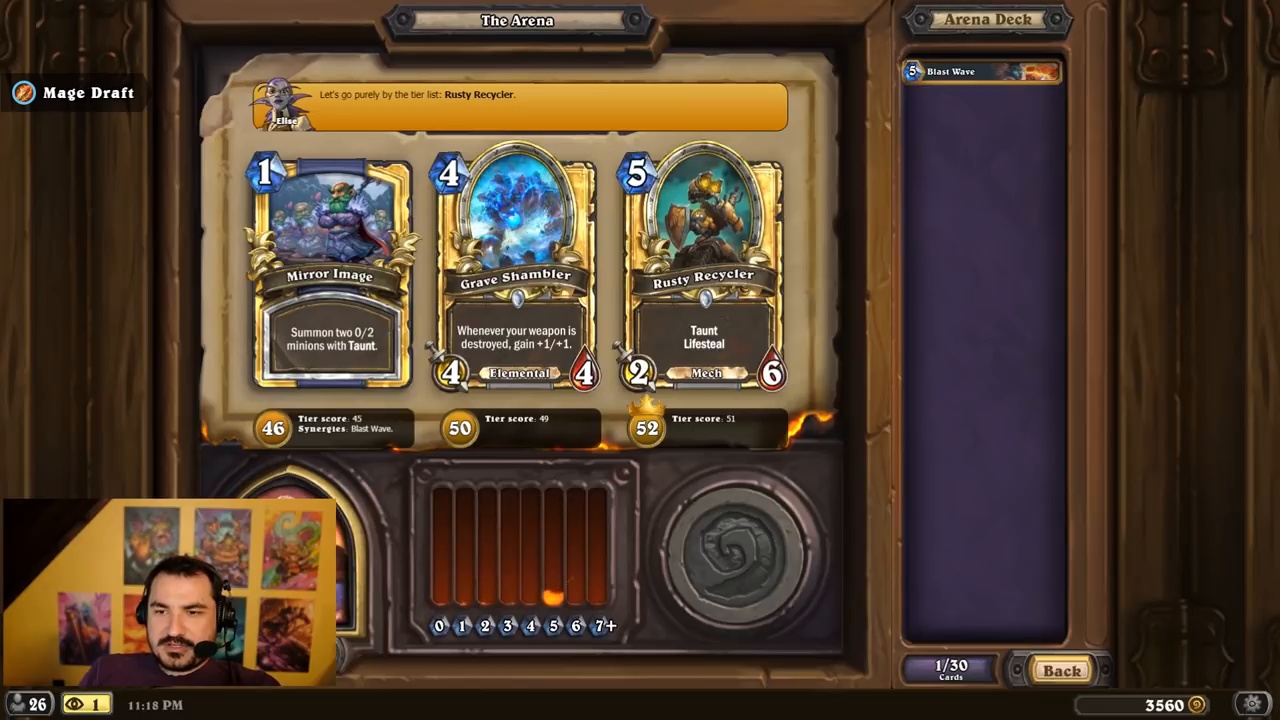 The Arena
Arena Deck
Mage Draft
Let's go purely by the tier list: Rusty Recycler.
Elise
5 Blast Wave
1
Mirror Image
Summon two 0/2
minions with Taunt.
4
Grave Shambler
Whenever your weapon is
destroyed, gain +1/+1.
4 Elemental 4
5
Rusty Recycler
Taunt
Lifesteal
2 Mech 6
46
Tier score: 45
Synergies: Blast Wave.
50
Tier score: 49
52
Tier score: 51
0 1 2 3 4 5 6 7+
1/30
Cards
Back
26
1
11:18 PM
3560